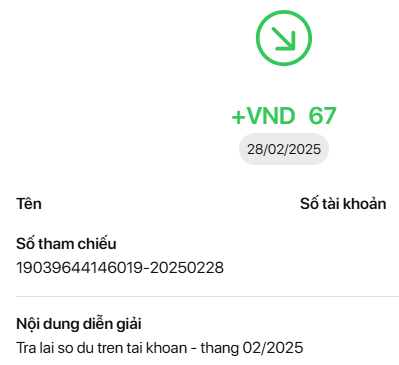 +VND 67
28/02/2025
Tên Số tài khoản
Số tham chiếu
19039644146019-20250228
Nội dung diễn giải
Tra lai so du tren tai khoan - thang 02/2025